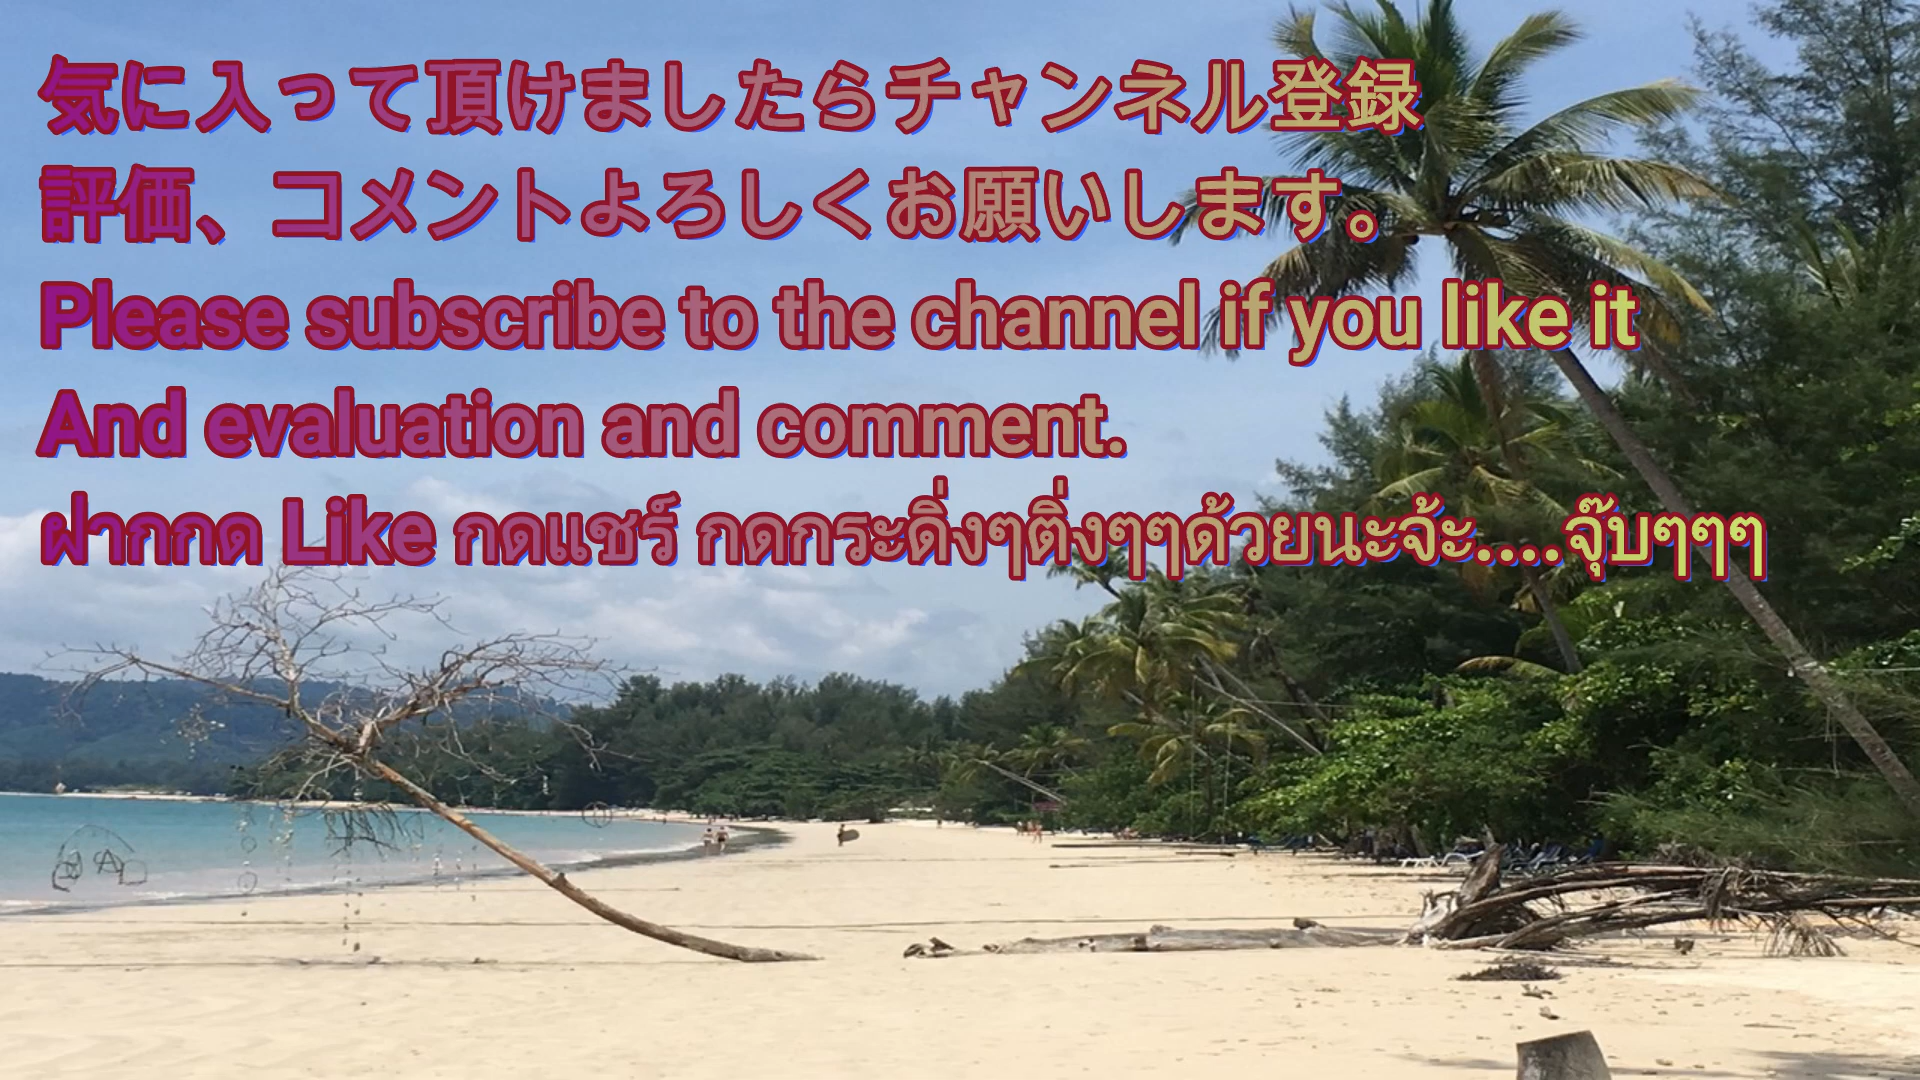 気に入って頂けましたらチャンネル登録
評価、コメントよろしくお願いします。
Please subscribe to the channel if you like it
And evaluation and comment.
ฝากกด Like กดแชร์ กดกระดิ่งๆติ่งๆๆด้วยนะจ้ะ....จุ๊บๆๆๆ